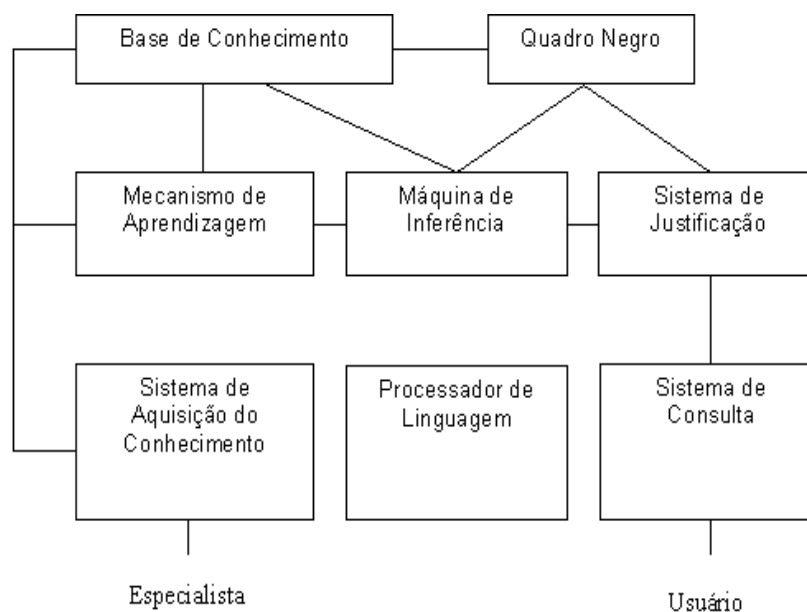 Base de Conhecimento
Quadro Negro
Mecanismo de
Aprendizagem
Máquina de
Inferência
Sistema de
Justificação
Sistema de
Aquisição do
Conhecimento
Processador de
Linguagem
Sistema de
Consulta
Especialista
Usuário